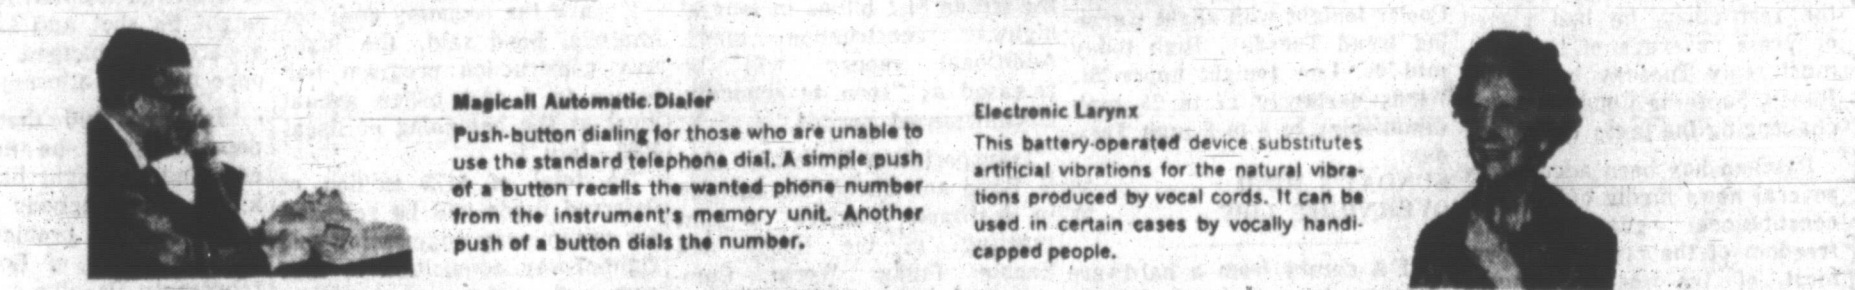 Magicall Automatic Dialer
Push-button dialing for those who are unable to
use the standard telephone dial. A simple push
of a button recalls the wanted phone number
from the instrument's memory unit. Another
push of a button dials the number.
Electronic Larynx
This battery-operated device substitutes
artificial vibrations for the natural vibra-
tions produced by vocal cords. It can be
used in certain cases by vocally handi-
capped people.